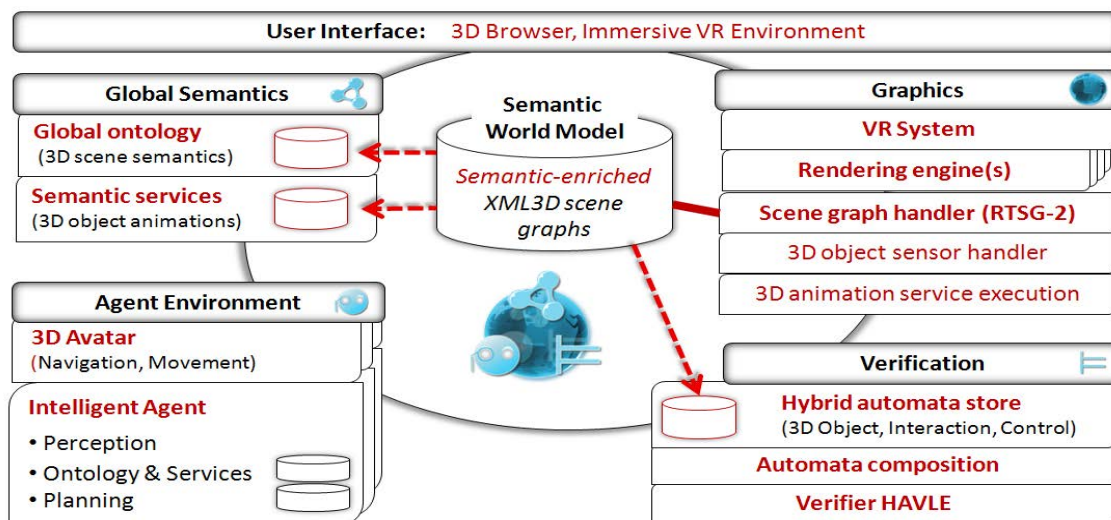 User Interface: 3D Browser, Immersive VR Environment
Global Semantics
Global ontology
(3D scene semantics)
Semantic services
(3D object animations)
Semantic
World Model
Semantic-enriched
XML3D scene
graphs
Graphics
VR System
Rendering engine(s)
Scene graph handler (RTSG-2)
3D object sensor handler
3D animation service execution
Agent Environment
3D Avatar
(Navigation, Movement)
Intelligent Agent
• Perception
• Ontology & Services
• Planning
Verification
Hybrid automata store
(3D Object, Interaction, Control)
Automata composition
Verifier HAVLE